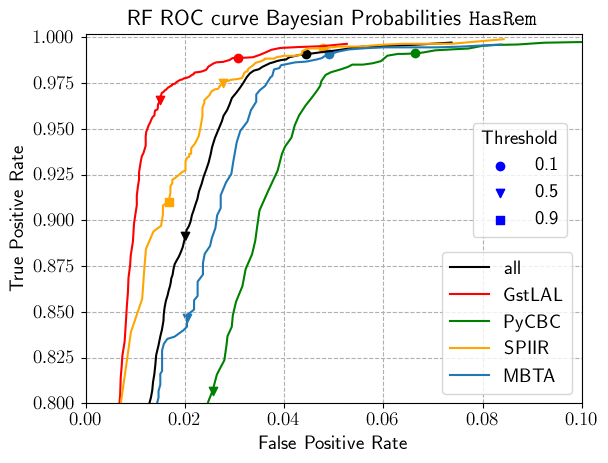 RF ROC curve Bayesian Probabilities HasRem
True Positive Rate
1.000
0.975
0.950
0.925
0.900
0.875
0.850
0.825
0.800
Threshold
0.1
0.5
0.9
all
GstLAL
PyCBC
SPIIR
MBTA
0.00 0.02 0.04 0.06 0.08 0.10
False Positive Rate